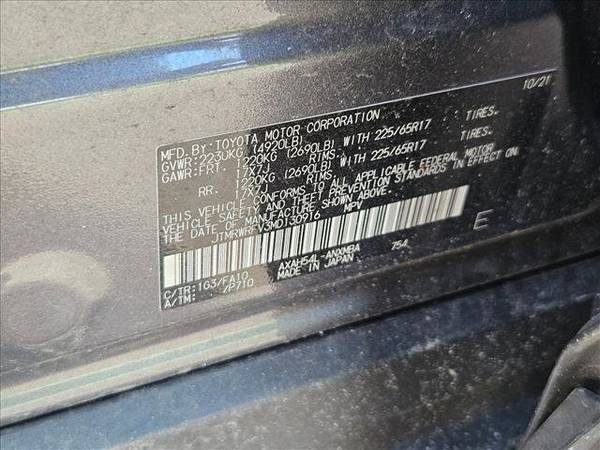 MFD.BY:TOYOTA MOTOR CORPORATION 10/21
GVWR:2230KG (4920LB)
GAWR:FRT. 1220KG (2690LB) WITH 225/65R17 TIRES.
17X7J RIMS,
RR. 1220KG (2690LB) WITH 225/65R17 TIRES.
17X7J RIMS,
THIS VEHICLE CONFORMS TO ALL APPLICABLE FEDERAL MOTOR
VEHICLE SAFETY AND THEFT PREVENTION STANDARDS IN EFFECT ON
THE DATE OF MANUFACTURE SHOWN ABOVE.
JTMRWRFV3MD130916 MPV
E
C/TR:1G3/FA10 AXAH54L-ANXMBA 754
A/TM: /P710 MADE IN JAPAN